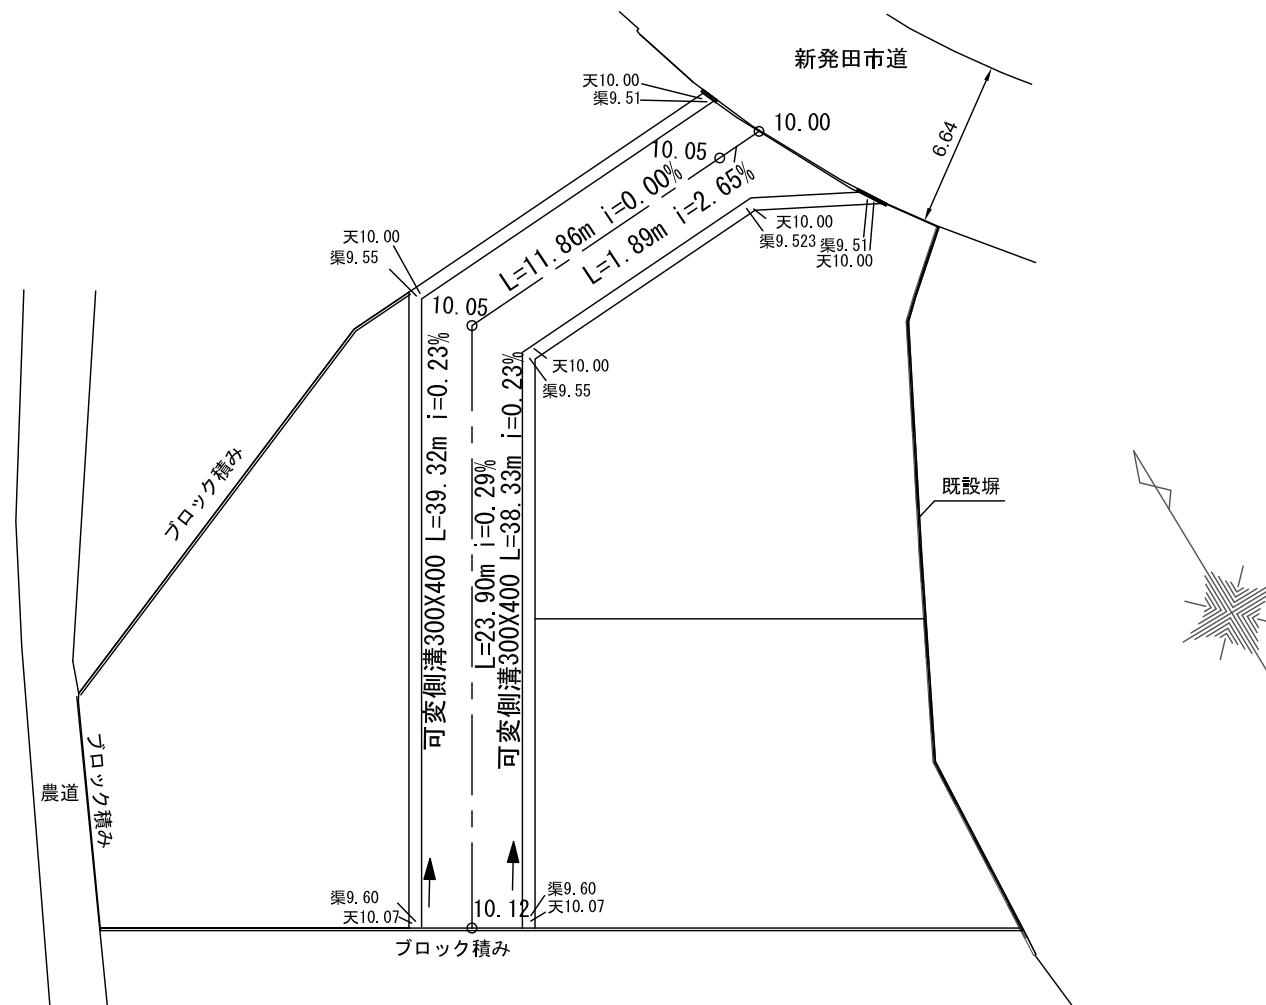 新発田市道
天10.00
渠9.51
10.00
6.64
10.05
L=11.86m i=0.00%
L=1.89m i=2.65%
天10.00
渠9.523
渠9.51
天10.00
天10.00
渠9.55
10.05
天10.00
渠9.55
可変側溝300X400 L=39.32m i=0.23%
L=23.90m i=0.29%
可変側溝300X400 L=38.33m i=0.23%
ブロック積み
既設塀
農道
ブロック積み
渠9.60
天10.07
10.12
渠9.60
天10.07
ブロック積み